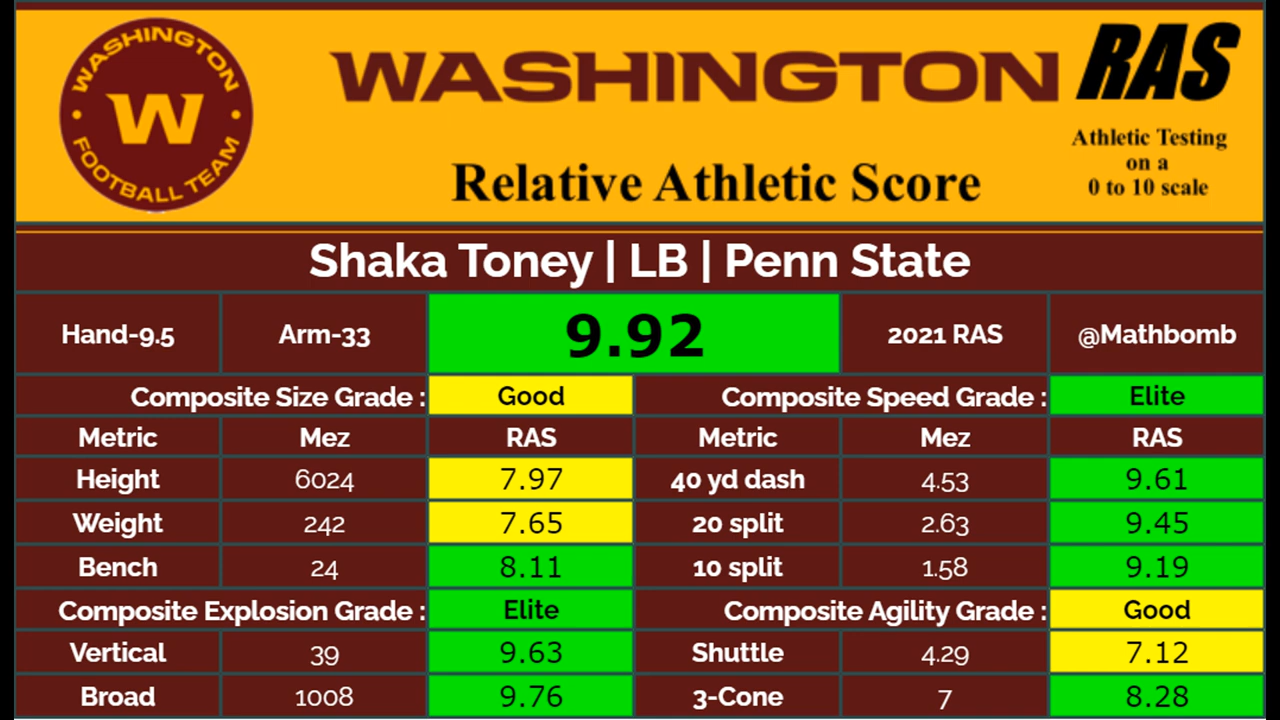 WASHINGTON
W
FOOTBALL TEAM
WASHINGTON
RAS
Athletic Testing
on a
0 to 10 scale
Relative Athletic Score
Shaka Toney | LB | Penn State
Hand-9.5 Arm-33 9.92 2021 RAS @Mathbomb
Composite Size Grade : Good Composite Speed Grade : Elite
Metric Mez RAS Metric Mez RAS
Height 6024 7.97 40 yd dash 4.53 9.61
Weight 242 7.65 20 split 2.63 9.45
Bench 24 8.11 10 split 1.58 9.19
Composite Explosion Grade : Elite Composite Agility Grade : Good
Vertical 39 9.63 Shuttle 4.29 7.12
Broad 1008 9.76 3-Cone 7 8.28